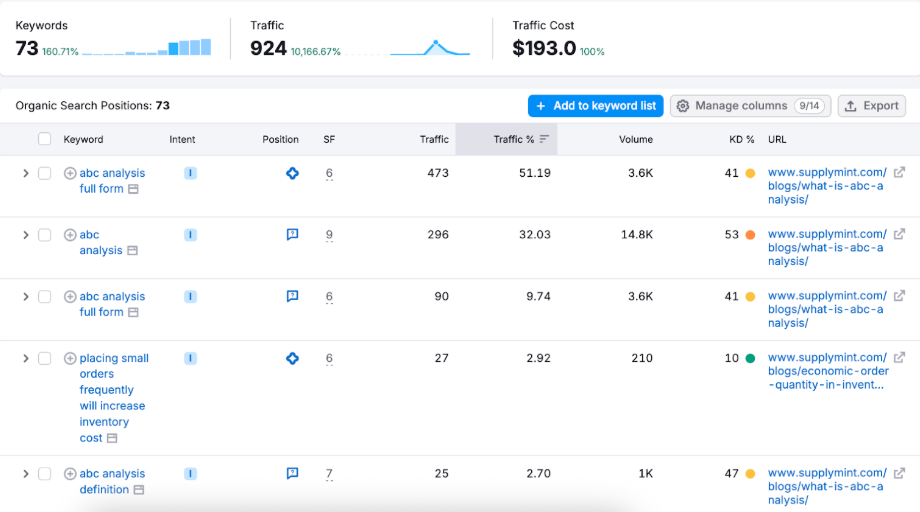 Keywords
73 160.71%
Traffic
924 10,166.67%
Traffic Cost
$193.0 100%
Organic Search Positions: 73
+ Add to keyword list
Manage columns 9/14
Export
Keyword Intent Position SF Traffic Traffic % Volume KD % URL
abc analysis I 6 473 51.19 3.6K 41 www.supplymint.com/
full form blogs/what-is-abc-a
nalysis/
abc I 9 296 32.03 14.8K 53 www.supplymint.com/
analysis blogs/what-is-abc-a
nalysis/
abc analysis I 6 90 9.74 3.6K 41 www.supplymint.com/
full form blogs/what-is-abc-a
nalysis/
placing small I 6 27 2.92 210 10 www.supplymint.com/
orders blogs/economic-order
frequently -quantity-in-invent...
will increase
inventory
cost
abc analysis I 7 25 2.70 1K 47 www.supplymint.com/
definition blogs/what-is-abc-a
nalysis/